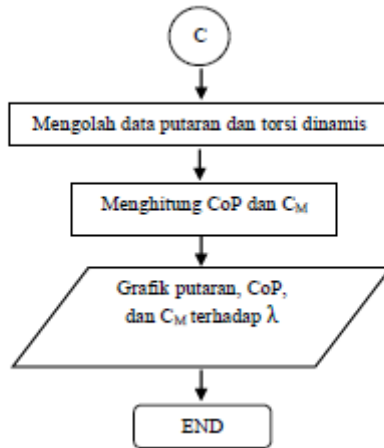 C
Mengolah data putaran dan torsi dinamis
Menghitung CoP dan C_M
Grafik putaran, CoP,
dan C_M terhadap λ
END